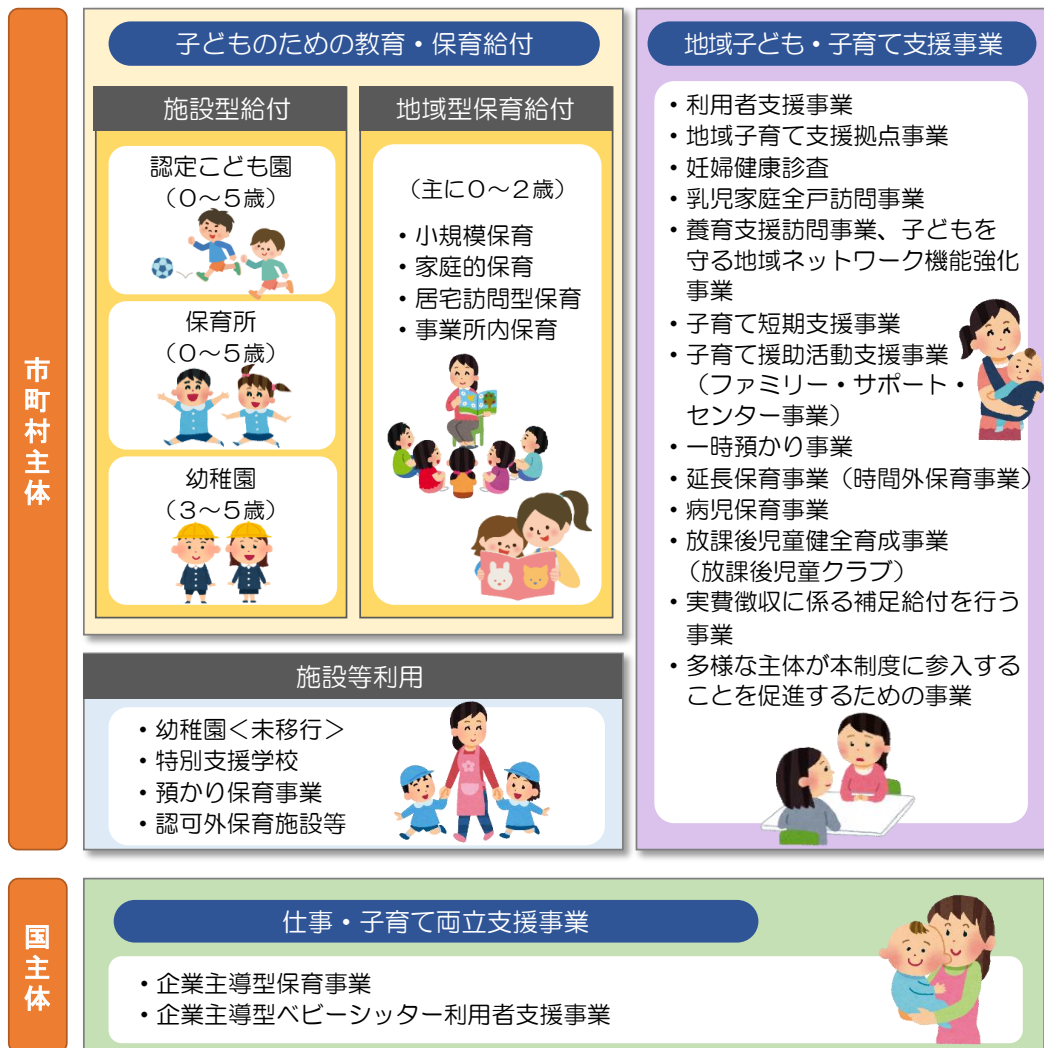 市町村主体
子どものための教育・保育給付
施設型給付
認定こども園
（０～５歳）
保育所
（０～５歳）
幼稚園
（３～５歳）
地域型保育給付
（主に０～２歳）
・小規模保育
・家庭的保育
・居宅訪問型保育
・事業所内保育
施設等利用
・幼稚園＜未移行＞
・特別支援学校
・預かり保育事業
・認可外保育施設等
地域子ども・子育て支援事業
・利用者支援事業
・地域子育て支援拠点事業
・妊婦健康診査
・乳児家庭全戸訪問事業
・養育支援訪問事業、子どもを
守る地域ネットワーク機能強化
事業
・子育て短期支援事業
・子育て援助活動支援事業
（ファミリー・サポート・
センター事業）
・一時預かり事業
・延長保育事業（時間外保育事業）
・病児保育事業
・放課後児童健全育成事業
（放課後児童クラブ）
・実費徴収に係る補足給付を行う
事業
・多様な主体が本制度に参入する
ことを促進するための事業
国主体
仕事・子育て両立支援事業
・企業主導型保育事業
・企業主導型ベビーシッター利用者支援事業